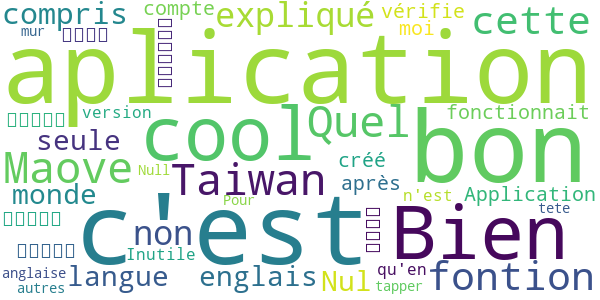 compris
compte
expliqué
vérifie
moi
cette
mur
aplication
version
cool
Quel
bon
fonctionnait
seule
Maove
Null
Taiwan
créé
après
monde
Pour
n'est
Application
c'est
non
Bien
tete
Inutile
anglaise
autres
langue
englais
Nul
qu'en
tapper
fontion